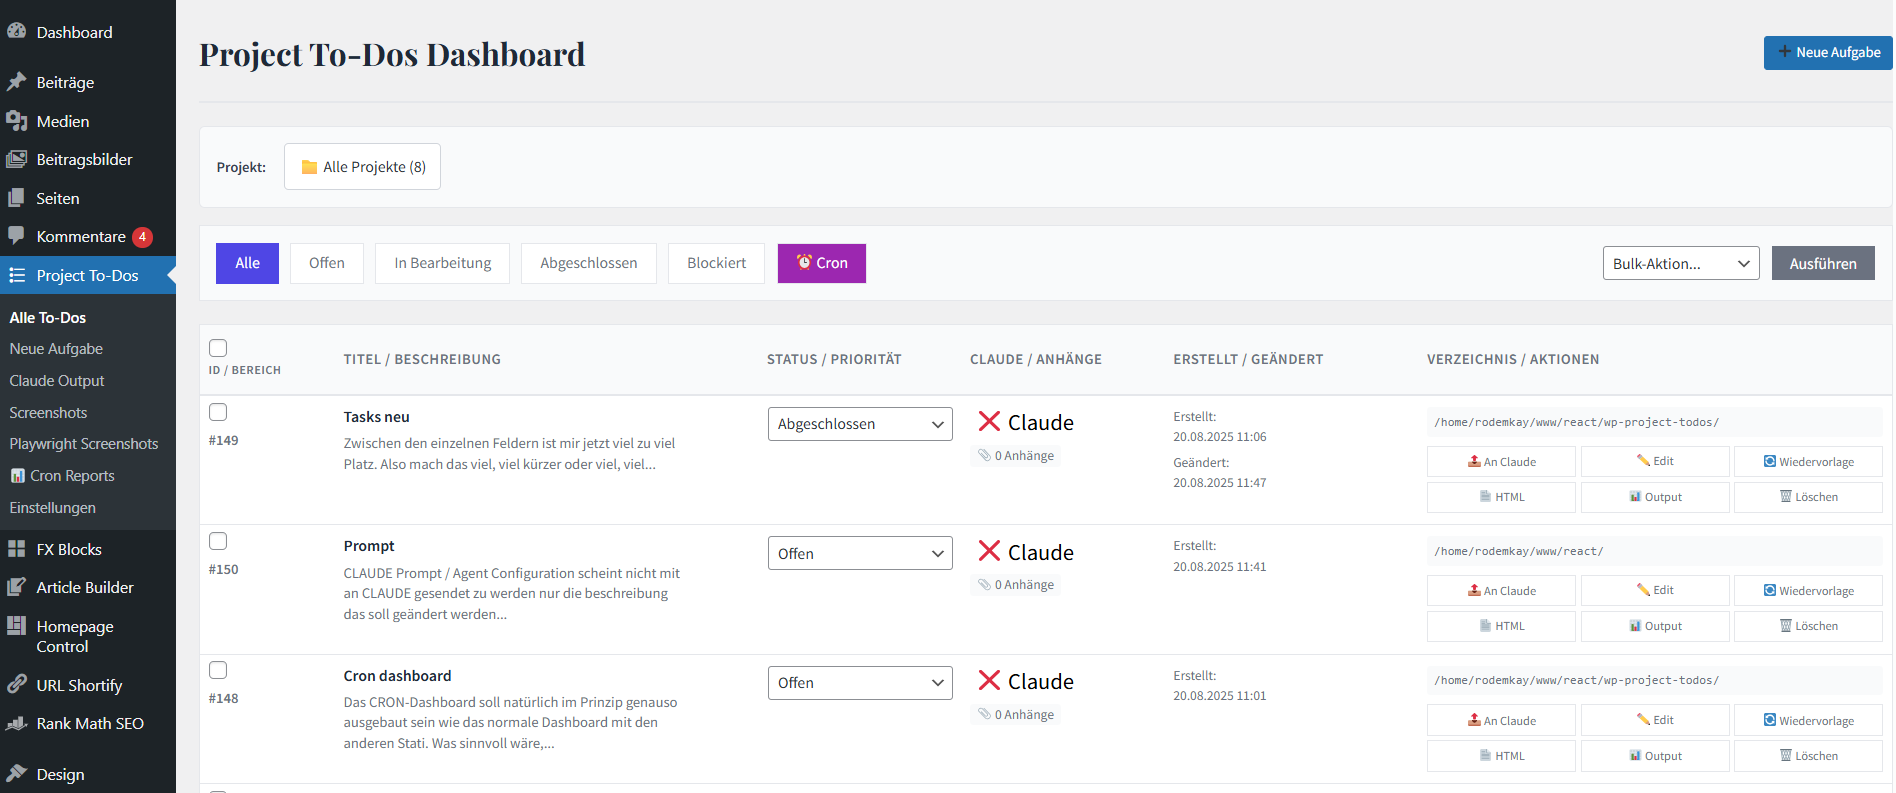 Dashboard
Beiträge
Medien
Beitragsbilder
Seiten
Kommentare 4
Project To-Dos
Alle To-Dos
Neue Aufgabe
Claude Output
Screenshots
Playwright Screenshots
Cron Reports
Einstellungen
FX Blocks
Article Builder
Homepage
Control
URL Shortify
Rank Math SEO
Design
Project To-Dos Dashboard
Neue Aufgabe
Projekt: Alle Projekte (8)
Alle Offen In Bearbeitung Abgeschlossen Blockiert Cron Bulk-Aktion... Ausführen
ID / BEREICH TITEL / BESCHREIBUNG STATUS / PRIORITÄT CLAUDE / ANHÄNGE ERSTELLT / GEÄNDERT VERZEICHNIS / AKTIONEN
#149
Tasks neu
Zwischen den einzelnen Feldern ist mir jetzt viel zu viel
Platz. Also mach das viel, viel kürzer oder viel, viel...
Abgeschlossen
Claude
0 Anhänge
Erstellt:
20.08.2025 11:06
Geändert:
20.08.2025 11:47
/home/rodemkay/www/react/wp-project-todos/
An Claude Edit Wiedervorlage
HTML Output Löschen
#150
Prompt
CLAUDE Prompt / Agent Configuration scheint nicht mit
an CLAUDE gesendet zu werden nur die beschreibung
das soll geändert werden...
Offen
Claude
0 Anhänge
Erstellt:
20.08.2025 11:41
/home/rodemkay/www/react/
An Claude Edit Wiedervorlage
HTML Output Löschen
#148
Cron dashboard
Das CRON-Dashboard soll natürlich im Prinzip genauso
ausgebaut sein wie das normale Dashboard mit den
anderen Stati. Was sinnvoll wäre,...
Offen
Claude
0 Anhänge
Erstellt:
20.08.2025 11:01
/home/rodemkay/www/react/wp-project-todos/
An Claude Edit Wiedervorlage
HTML Output Löschen